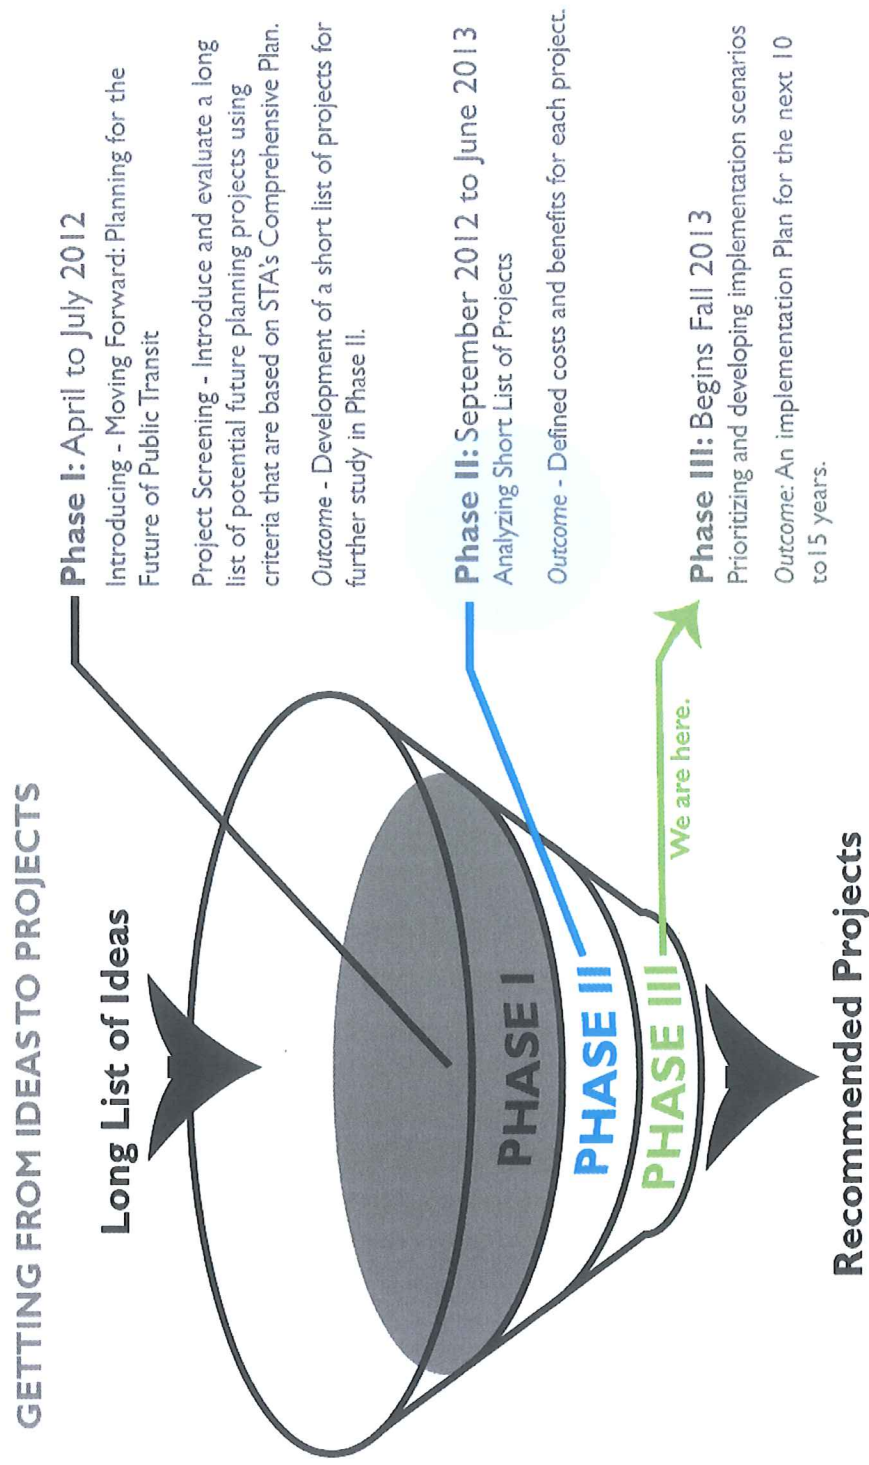 GETTING FROM IDEAS TO PROJECTS
Long List of Ideas
PHASE I
PHASE II
PHASE III
We are here.
Recommended Projects
Phase I: April to July 2012
Introducing - Moving Forward: Planning for the
Future of Public Transit
Project Screening - Introduce and evaluate a long
list of potential future planning projects using
criteria that are based on STA's Comprehensive Plan.
Outcome - Development of a short list of projects for
further study in Phase II.
Phase II: September 2012 to June 2013
Analyzing Short List of Projects
Outcome - Defined costs and benefits for each project.
Phase III: Begins Fall 2013
Prioritizing and developing implementation scenarios
Outcome: An implementation Plan for the next 10
to15 years.